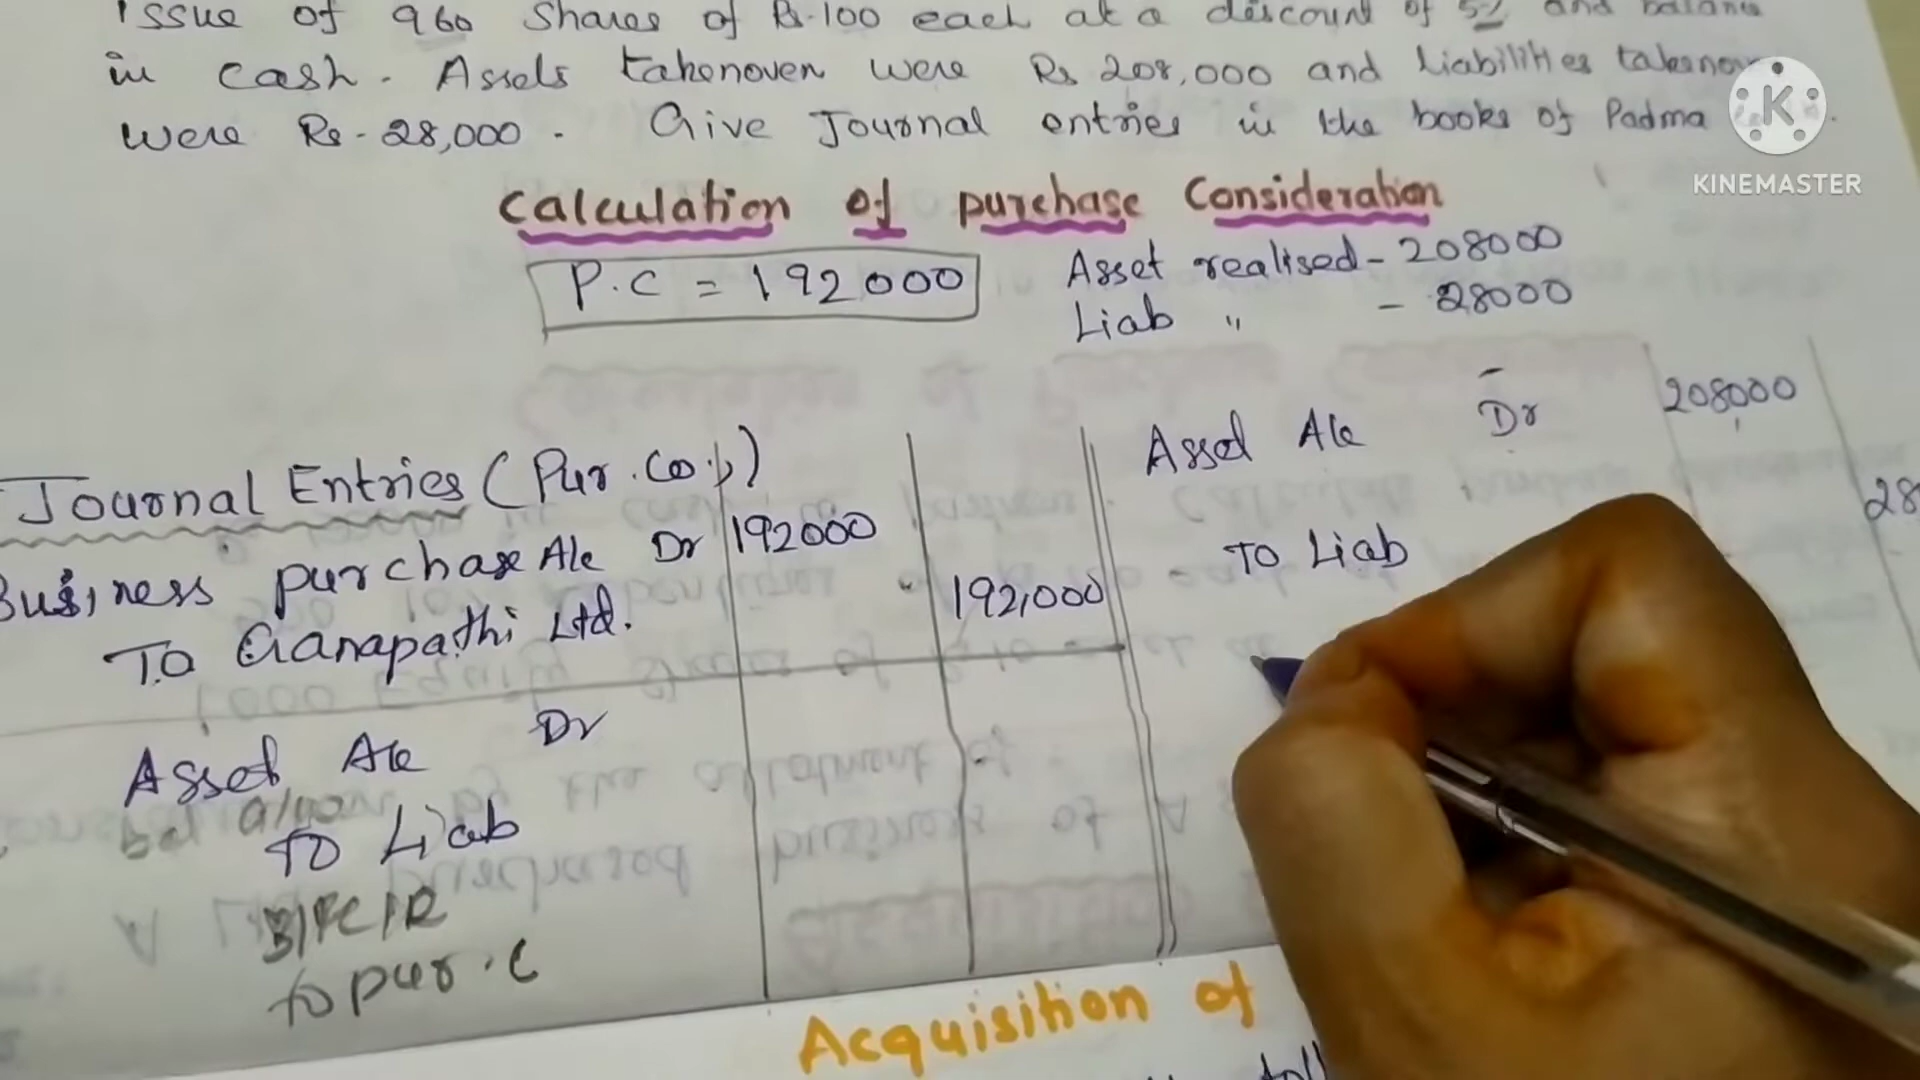 Issue of 960 Shares of Rs.100 each at a discount of 5% and balance
in cash. Assets takenover were Rs. 208,000 and liabilities takenov
were Rs. 28,000. Give Journal entries in the books of Padma
KINEMASTER
Calculation of purchase Consideration
P.C = 192000
Asset realised - 208000
Liab " - 28000
Journal Entries (Pur. Co;)
Business purchase A/c Dr 192000
To Ganapathi Ltd. 192,000
Asset A/c Dr
To Liab
B/FC/R
to pur.C
Asset A/c Dr 208000
To Liab 28
Acquisition of